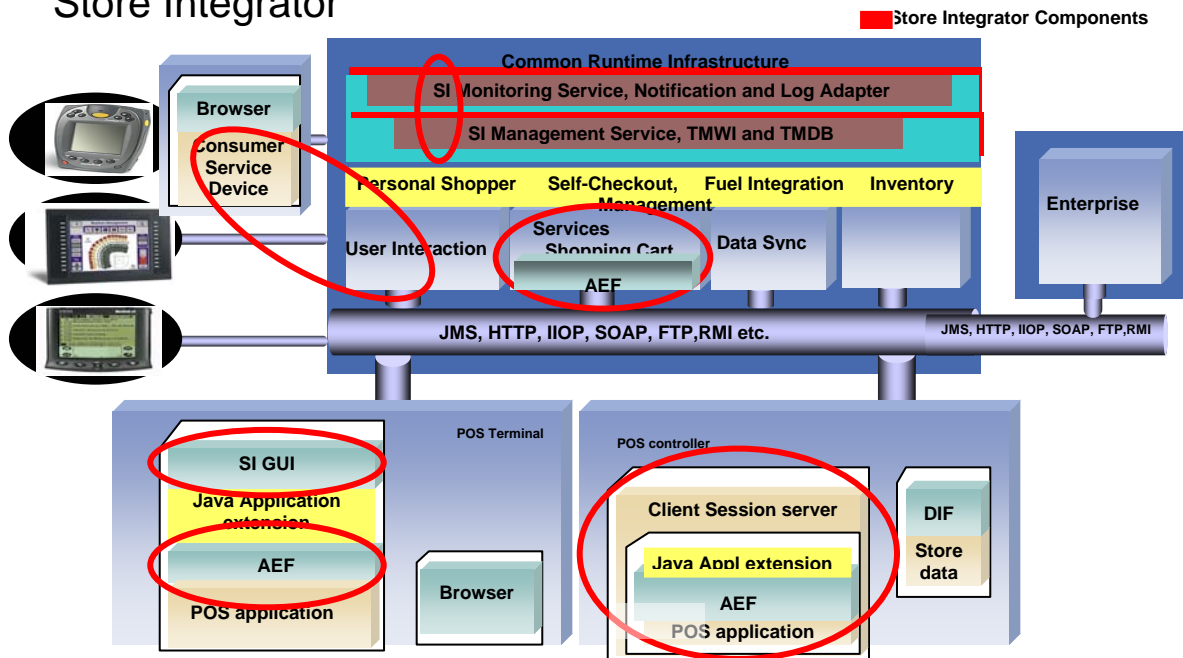 Store Integrator
Store Integrator Components
Common Runtime Infrastructure
SI Monitoring Service, Notification and Log Adapter
SI Management Service, TMWI and TMDB
Browser
Consumer
Service
Device
Personal Shopper
Self-Checkout,
Management
Fuel Integration
Inventory
User Interaction
Services
Shopping Cart
AEF
Data Sync
Enterprise
JMS, HTTP, IIOP, SOAP, FTP,RMI etc.
JMS, HTTP, IIOP, SOAP, FTP,RMI
POS Terminal
SI GUI
Java Application
extension
AEF
POS application
Browser
POS controller
Client Session server
Java Appl extension
AEF
POS application
DIF
Store
data